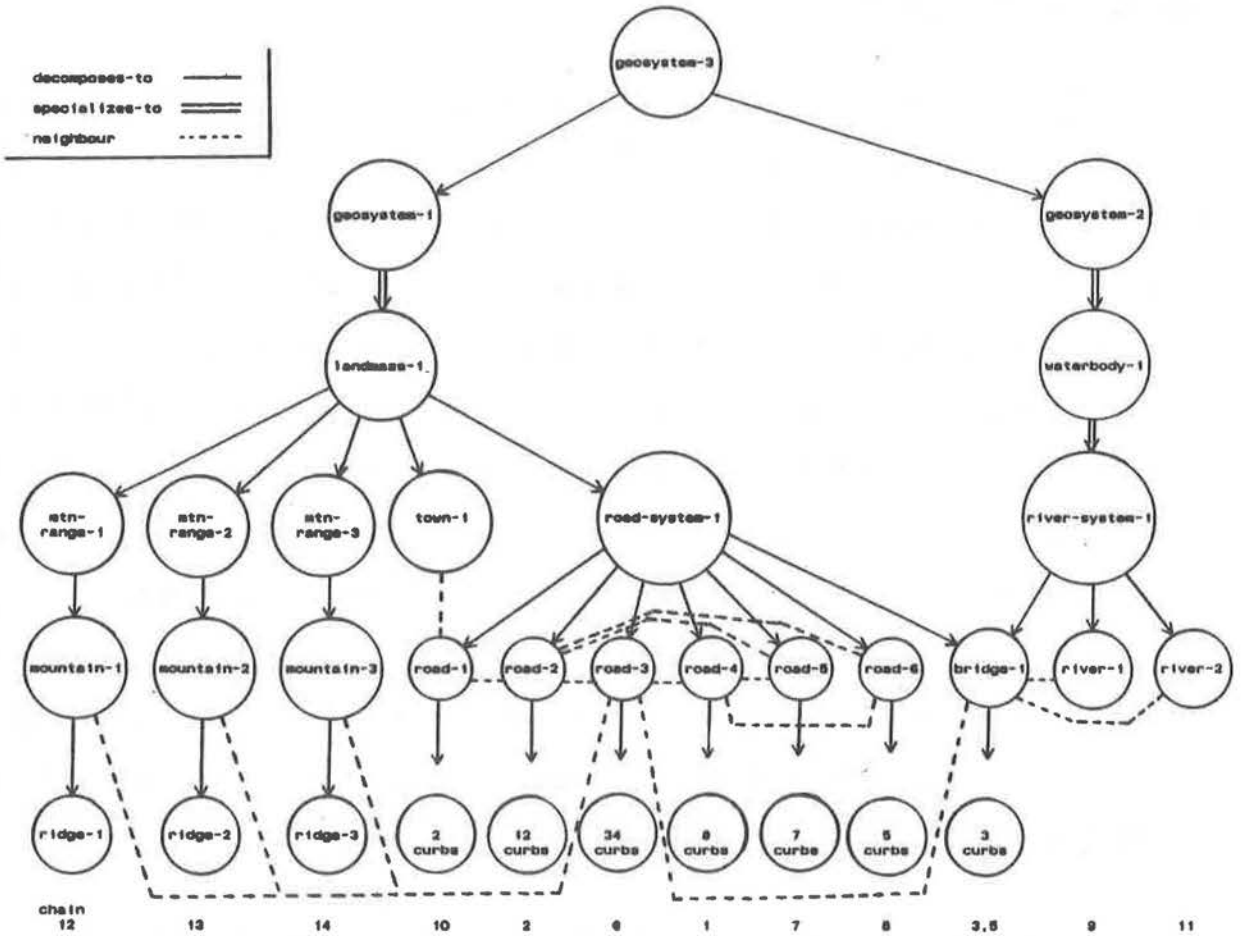 geosystem-3
decomposes-to
specializes-to
neighbour
geosystem-1
geosystem-2
landmass-1
waterbody-1
mtn-
range-1
mtn-
range-2
mtn-
range-3
town-1
road-system-1
river-system-1
mountain-1
mountain-2
mountain-3
road-1
road-2
road-3
road-4
road-5
road-6
bridge-1
river-1
river-2
ridge-1
ridge-2
ridge-3
2
curbs
12
curbs
34
curbs
8
curbs
7
curbs
5
curbs
3
curbs
chain
12 13 14 10 2 6 1 7 8 3,5 9 11